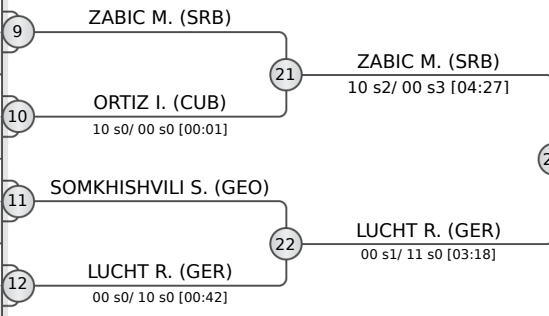 9
ZABIC M. (SRB)
21
ZABIC M. (SRB)
10 s2/ 00 s3 [04:27]
10
ORTIZ I. (CUB)
10 s0/ 00 s0 [00:01]
11
SOMKHISHVILI S. (GEO)
22
LUCHT R. (GER)
00 s1/ 11 s0 [03:18]
12
LUCHT R. (GER)
00 s0/ 10 s0 [00:42]